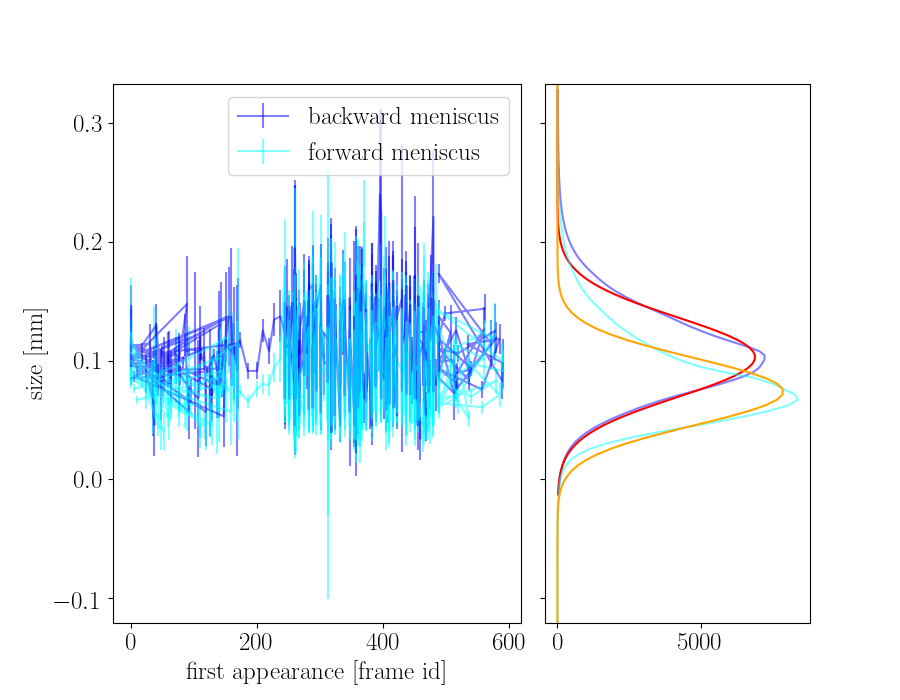 backward meniscus
forward meniscus
0.3
0.2
0.1
0.0
−0.1
size [mm]
0
200
400
600
first appearance [frame id]
0
5000